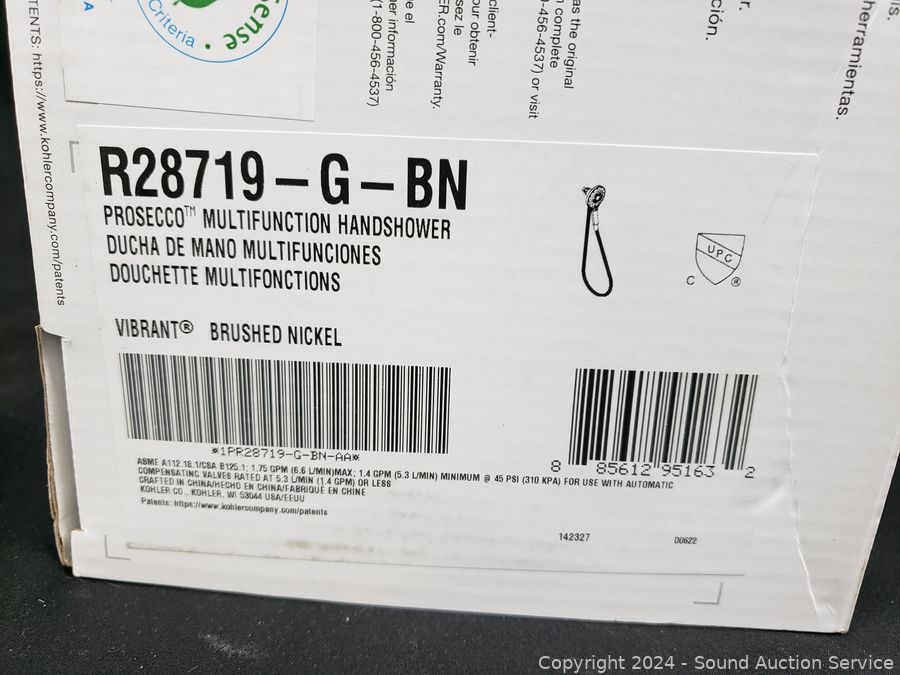 ense
Criteria
A
TENTS: https://www.kohlercompany.com/patents
er información
(1-800-456-4537)
client-
our obtenir
sez le
ER.com/Warranty.
as the original
n complete
0-456-4537) or visit
ción.
herramientas.
R28719-G-BN
PROSECCO™ MULTIFUNCTION HANDSHOWER
DUCHA DE MANO MULTIFUNCIONES
DOUCHETTE MULTIFONCTIONS
UPC
C ®
VIBRANT® BRUSHED NICKEL
*1PR28719-G-BN-AA*
8 85612 95163 2
ASME A112.18.1/CSA B125.1; 1.75 GPM (6.6 L/MIN)MAX; 1.4 GPM (5.3 L/MIN) MINIMUM @ 45 PSI (310 KPA) FOR USE WITH AUTOMATIC
COMPENSATING VALVES RATED AT 5.3 L/MIN (1.4 GPM) OR LESS
CRAFTED IN CHINA/HECHO EN CHINA/FABRIQUÉ EN CHINE
KOHLER CO., KOHLER, WI 53044 USA/EEUU
Patents: https://www.kohlercompany.com/patents
142327
D0622
Copyright 2024 - Sound Auction Service